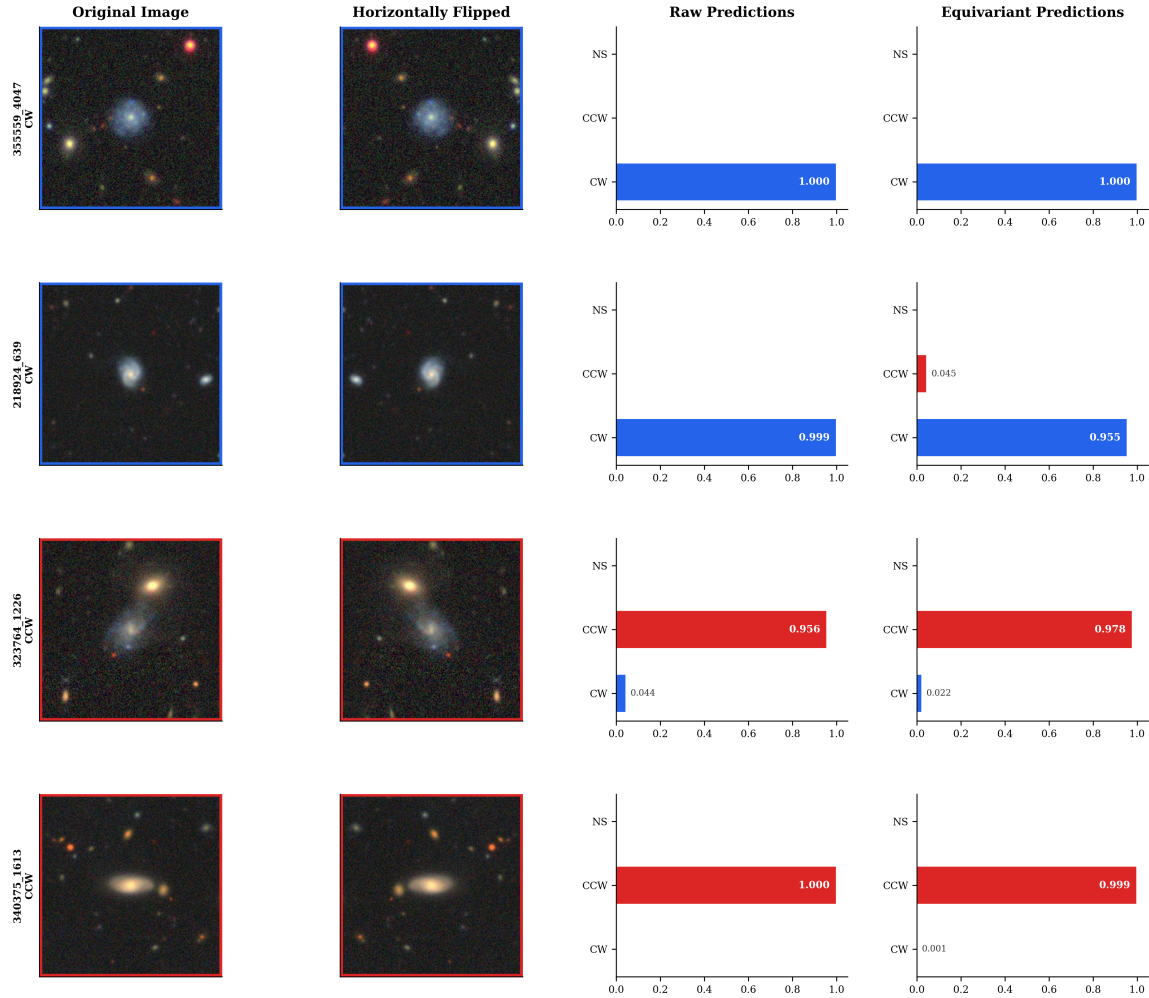 Original Image
Horizontally Flipped
Raw Predictions
Equivariant Predictions
355559_4047
CW
NS
CCW
CW
1.000
0.0 0.2 0.4 0.6 0.8 1.0
NS
CCW
CW
1.000
0.0 0.2 0.4 0.6 0.8 1.0
218924_639
CW
NS
CCW
CW
0.999
0.0 0.2 0.4 0.6 0.8 1.0
NS
CCW
0.045
CW
0.955
0.0 0.2 0.4 0.6 0.8 1.0
323764_1226
CCW
NS
CCW
0.956
CW
0.044
0.0 0.2 0.4 0.6 0.8 1.0
NS
CCW
0.978
CW
0.022
0.0 0.2 0.4 0.6 0.8 1.0
340375_1613
CCW
NS
CCW
1.000
CW
0.0 0.2 0.4 0.6 0.8 1.0
NS
CCW
0.999
CW
0.001
0.0 0.2 0.4 0.6 0.8 1.0